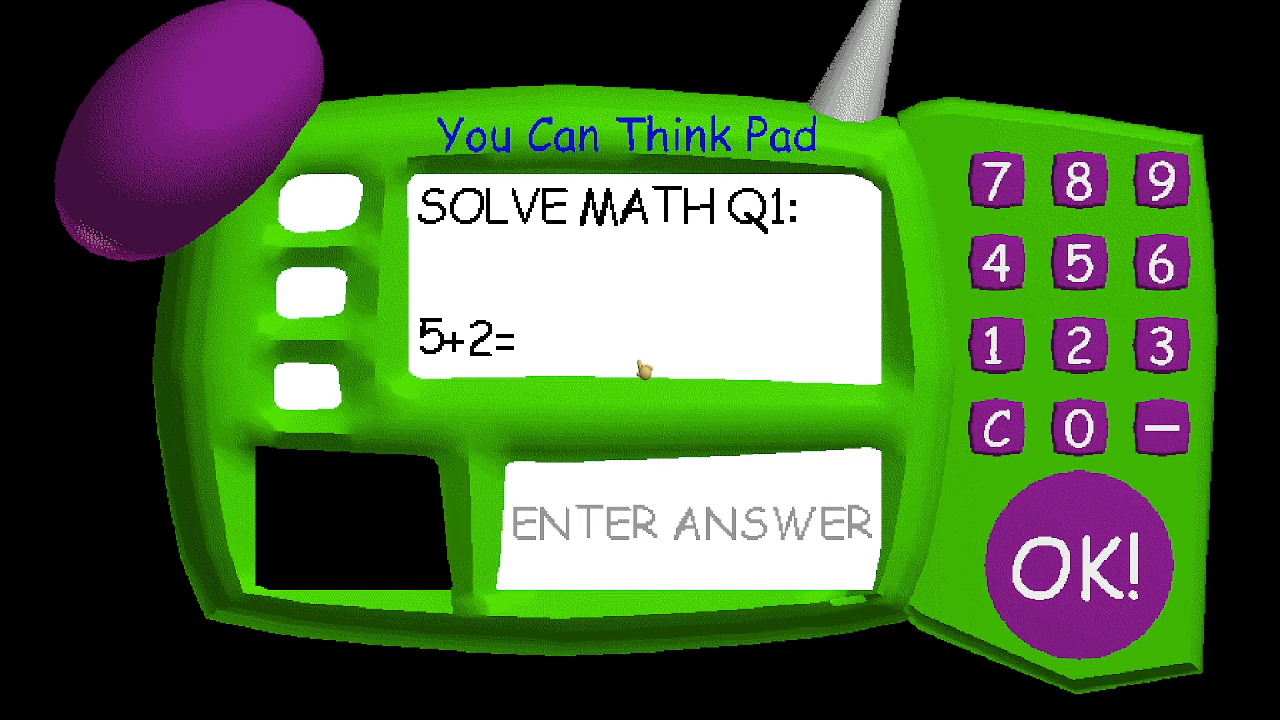 You Can Think Pad
SOLVE MATH Q1:
5+2=
ENTER ANSWER
7 8 9
4 5 6
1 2 3
C 0 –
OK!